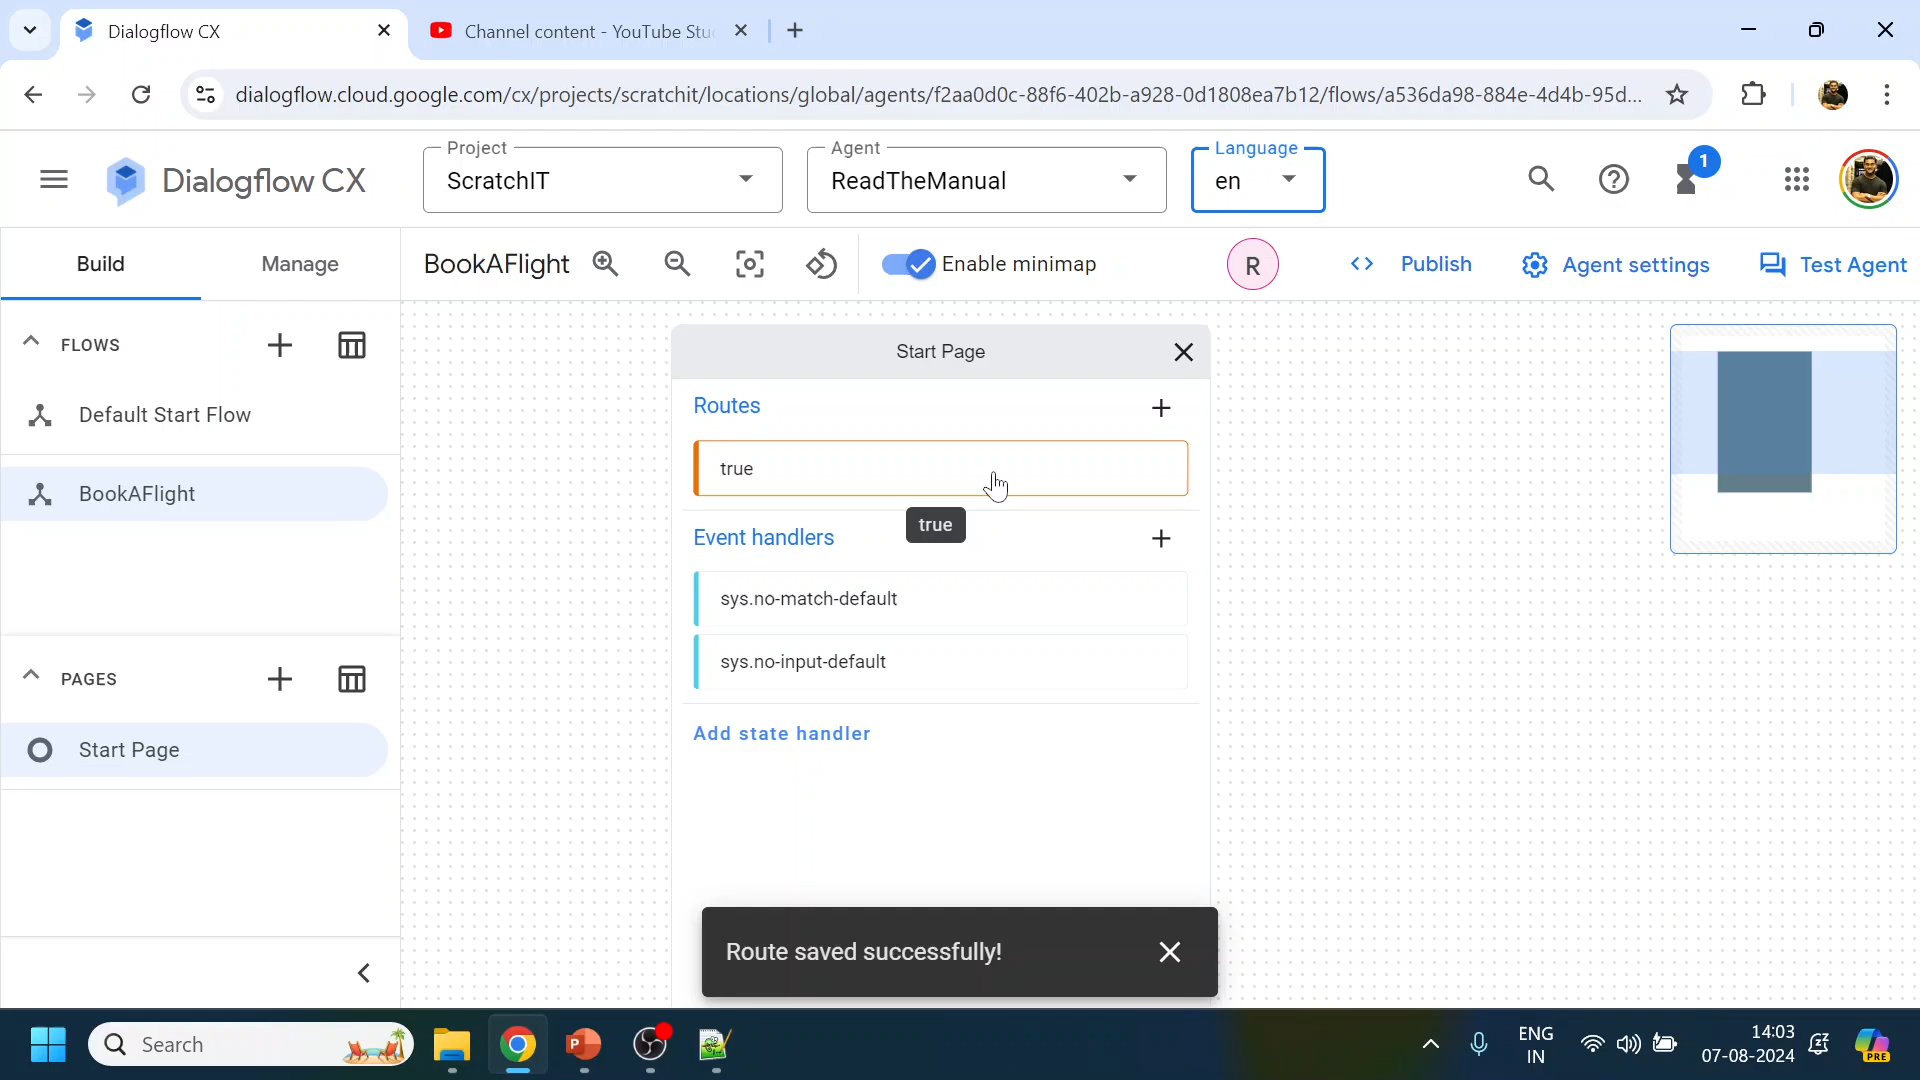 Dialogflow CX
Channel content - YouTube Stu
dialogflow.cloud.google.com/cx/projects/scratchit/locations/global/agents/f2aa0d0c-88f6-402b-a928-0d1808ea7b12/flows/a536da98-884e-4d4b-95d...
Dialogflow CX
Project
ScratchIT
Agent
ReadTheManual
Language
en
1
Build
Manage
BookAFlight
Enable minimap
R
Publish
Agent settings
Test Agent
FLOWS
Default Start Flow
BookAFlight
PAGES
Start Page
Start Page
Routes
true
true
Event handlers
sys.no-match-default
sys.no-input-default
Add state handler
Route saved successfully!
Search
P
ENG
IN
14:03
07-08-2024
PRE